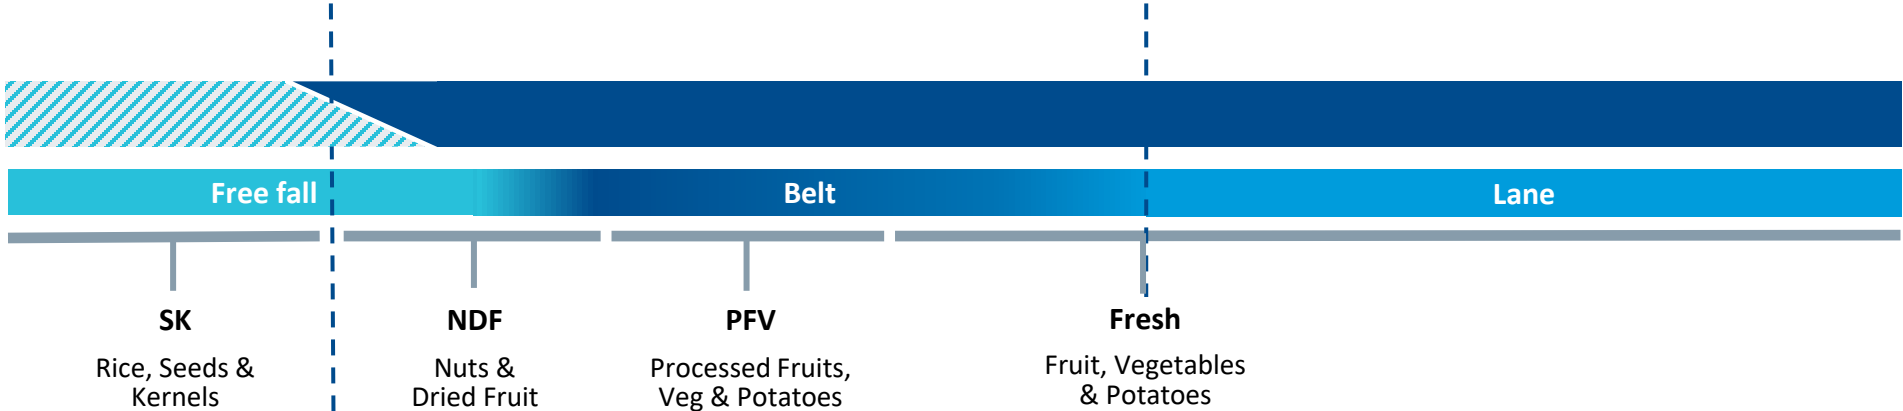 Free fall
Belt
Lane
SK
Rice, Seeds &
Kernels
NDF
Nuts &
Dried Fruit
PFV
Processed Fruits,
Veg & Potatoes
Fresh
Fruit, Vegetables
& Potatoes